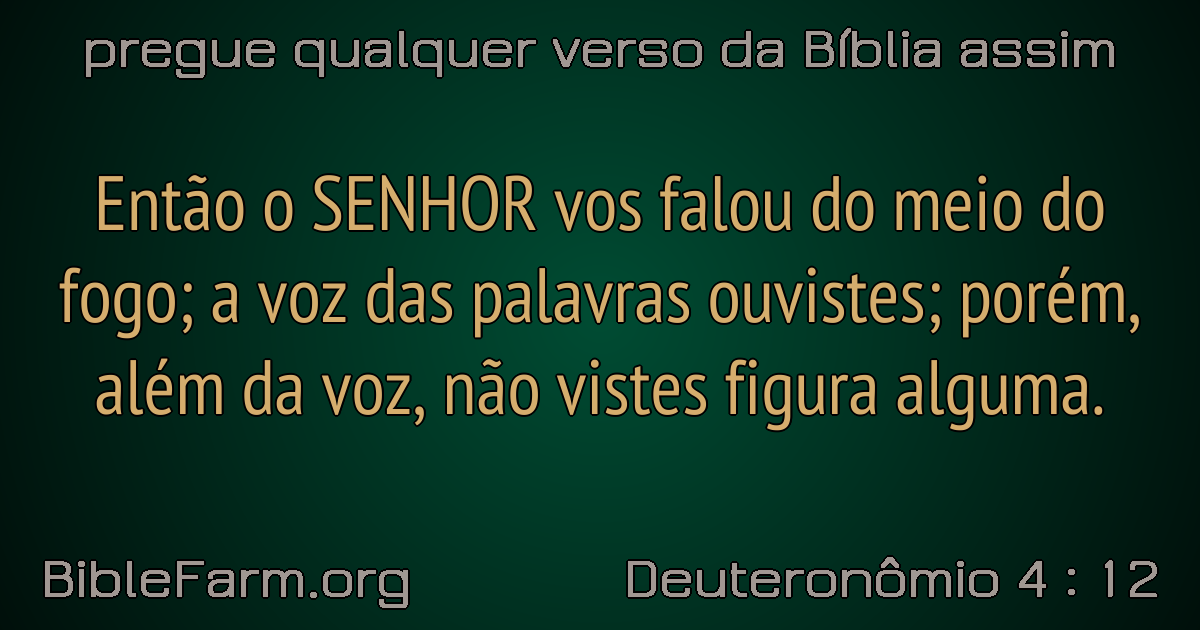 pregue qualquer verso da Bíblia assim
Então o SENHOR vos falou do meio do
fogo; a voz das palavras ouvistes; porém,
além da voz, não vistes figura alguma.
BibleFarm.org
Deuteronômio 4 : 12